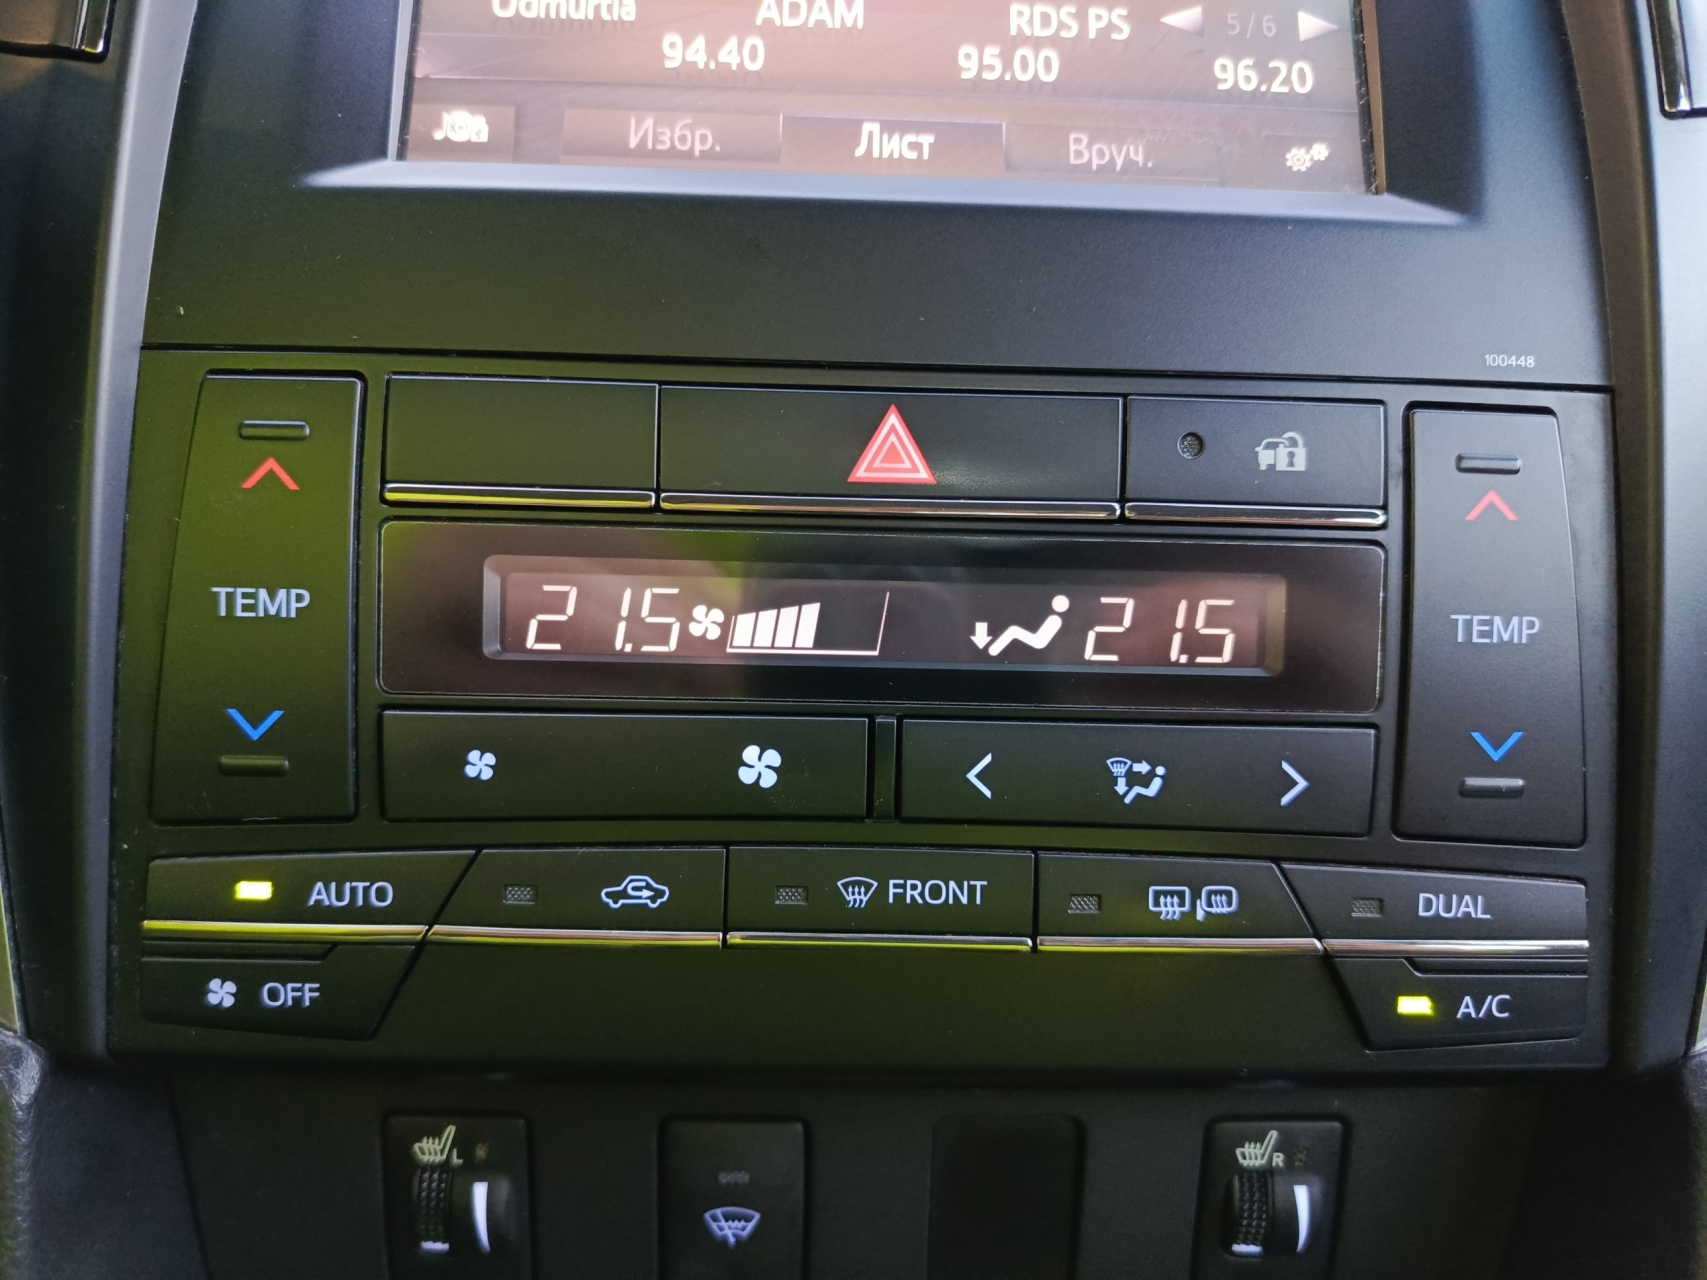 Udmurtia ADAM RDS PS 5/6
94.40 95.00 96.20
Избр. Лист Вруч.
100448
TEMP
21.5 21.5
TEMP
AUTO FRONT DUAL
OFF A/C
L R